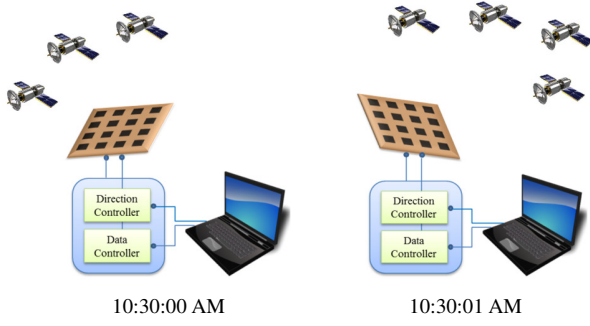 Direction
Controller
Data
Controller
Direction
Controller
Data
Controller
10:30:00 AM
10:30:01 AM